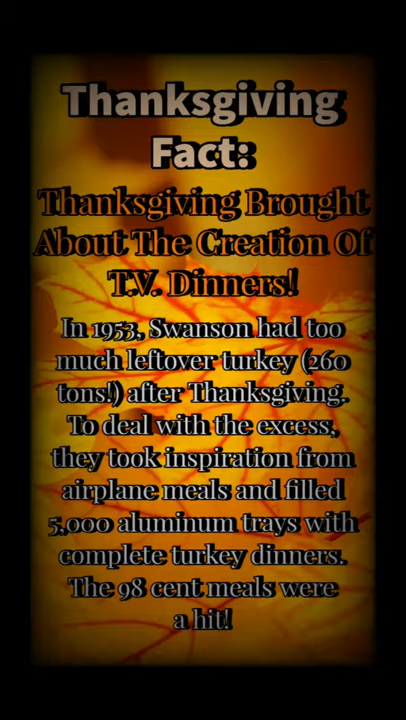 Thanksgiving
Fact:
Thanksgiving Brought
About The Creation Of
T.V. Dinners!
In 1953, Swanson had too
much leftover turkey (260
tons!) after Thanksgiving.
To deal with the excess,
they took inspiration from
airplane meals and filled
5,000 aluminum trays with
complete turkey dinners.
The 98 cent meals were
a hit!